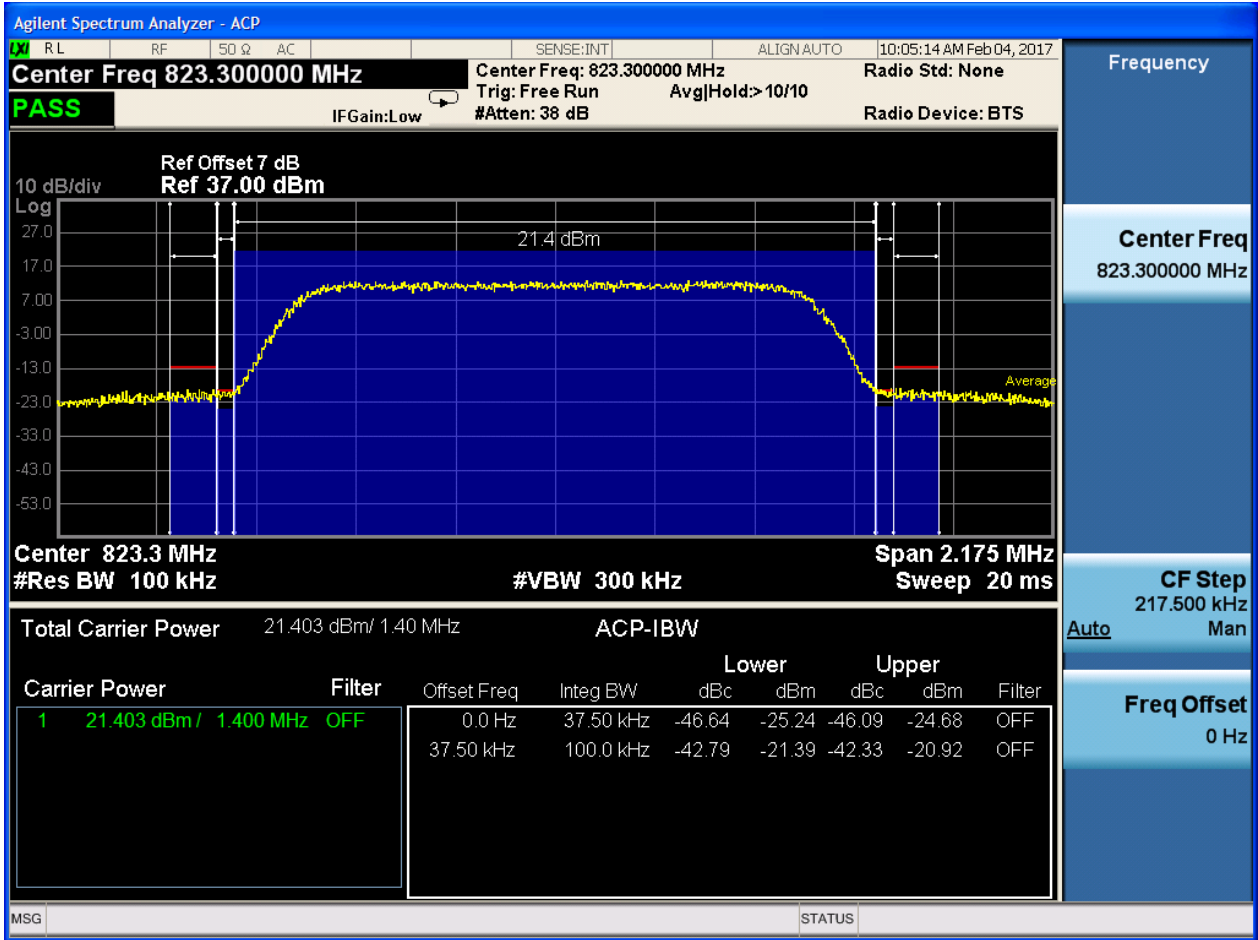 Agilent Spectrum Analyzer - ACP
LXI RL RF 50 Ω AC SENSE:INT ALIGN AUTO 10:05:14 AM Feb 04, 2017
Center Freq 823.300000 MHz
Center Freq: 823.300000 MHz Radio Std: None
Trig: Free Run Avg|Hold:> 10/10
PASS
IFGain:Low #Atten: 38 dB Radio Device: BTS
Ref Offset 7 dB
10 dB/div Ref 37.00 dBm
Log
27.0
21.4 dBm
17.0
7.00
-3.00
-13.0
Average
-23.0
-33.0
-43.0
-53.0
Center 823.3 MHz Span 2.175 MHz
#Res BW 100 kHz #VBW 300 kHz Sweep 20 ms
Total Carrier Power 21.403 dBm/ 1.40 MHz ACP-IBW
Lower Upper
Carrier Power Filter Offset Freq Integ BW dBc dBm dBc dBm Filter
1 21.403 dBm / 1.400 MHz OFF 0.0 Hz 37.50 kHz -46.64 -25.24 -46.09 -24.68 OFF
37.50 kHz 100.0 kHz -42.79 -21.39 -42.33 -20.92 OFF
Frequency
Center Freq
823.300000 MHz
CF Step
217.500 kHz
Auto Man
Freq Offset
0 Hz
MSG STATUS